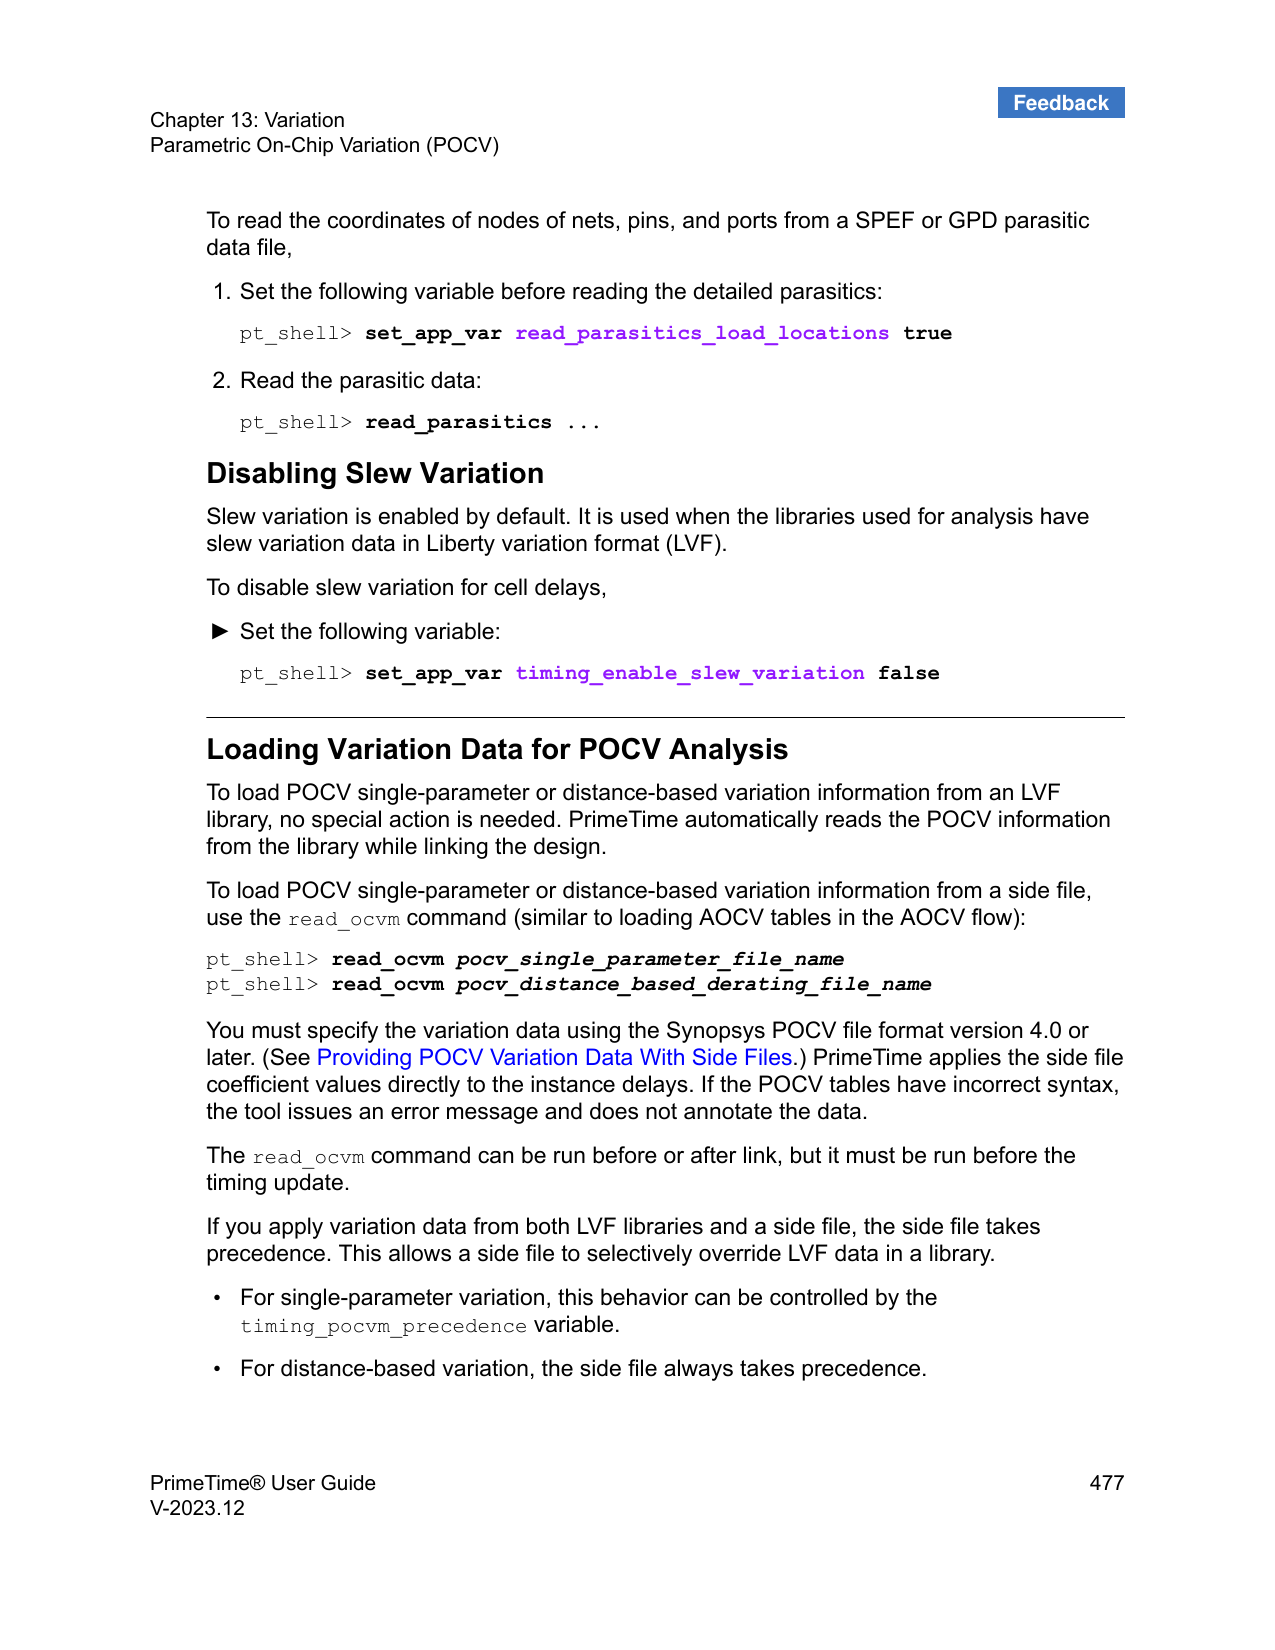 Feedback
Chapter 13: Variation
Parametric On-Chip Variation (POCV)
To read the coordinates of nodes of nets, pins, and ports from a SPEF or GPD parasitic
data file,
1. Set the following variable before reading the detailed parasitics:
pt_shell> set_app_var read_parasitics_load_locations true
2. Read the parasitic data:
pt_shell> read_parasitics ...
Disabling Slew Variation
Slew variation is enabled by default. It is used when the libraries used for analysis have
slew variation data in Liberty variation format (LVF).
To disable slew variation for cell delays,
► Set the following variable:
pt_shell> set_app_var timing_enable_slew_variation false
Loading Variation Data for POCV Analysis
To load POCV single-parameter or distance-based variation information from an LVF
library, no special action is needed. PrimeTime automatically reads the POCV information
from the library while linking the design.
To load POCV single-parameter or distance-based variation information from a side file,
use the read_ocvm command (similar to loading AOCV tables in the AOCV flow):
pt_shell> read_ocvm pocv_single_parameter_file_name
pt_shell> read_ocvm pocv_distance_based_derating_file_name
You must specify the variation data using the Synopsys POCV file format version 4.0 or
later. (See Providing POCV Variation Data With Side Files.) PrimeTime applies the side file
coefficient values directly to the instance delays. If the POCV tables have incorrect syntax,
the tool issues an error message and does not annotate the data.
The read_ocvm command can be run before or after link, but it must be run before the
timing update.
If you apply variation data from both LVF libraries and a side file, the side file takes
precedence. This allows a side file to selectively override LVF data in a library.
• For single-parameter variation, this behavior can be controlled by the
timing_pocvm_precedence variable.
• For distance-based variation, the side file always takes precedence.
PrimeTime® User Guide 477
V-2023.12